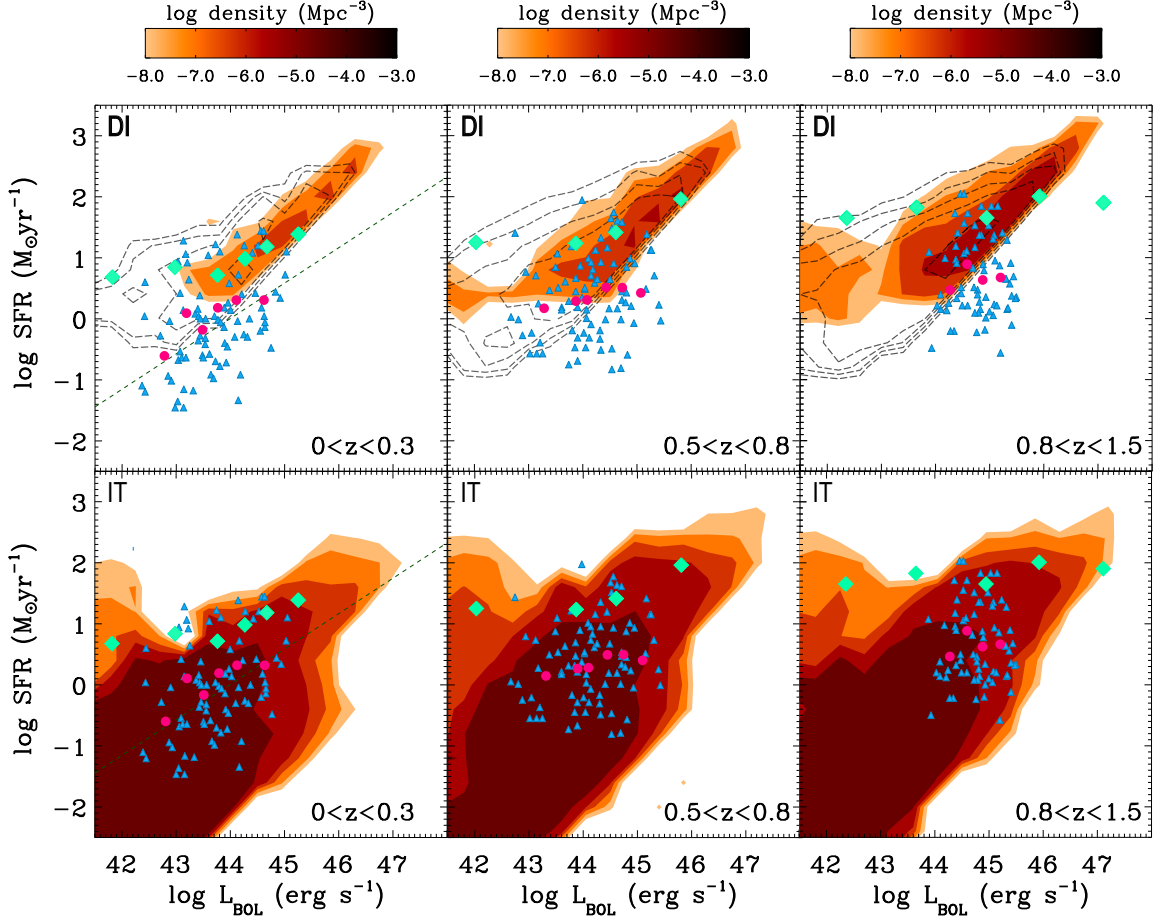 log density (Mpc⁻³) log density (Mpc⁻³) log density (Mpc⁻³)
-8.0 -7.0 -6.0 -5.0 -4.0 -3.0 -8.0 -7.0 -6.0 -5.0 -4.0 -3.0 -8.0 -7.0 -6.0 -5.0 -4.0 -3.0
DI DI DI
3
2
1
0
-1
-2
log SFR (M⊙yr⁻¹)
0<z<0.3 0.5<z<0.8 0.8<z<1.5
IT IT IT
3
2
1
0
-1
-2
log SFR (M⊙yr⁻¹)
0<z<0.3 0.5<z<0.8 0.8<z<1.5
42 43 44 45 46 47 42 43 44 45 46 47 42 43 44 45 46 47
log L_BOL (erg s⁻¹) log L_BOL (erg s⁻¹) log L_BOL (erg s⁻¹)